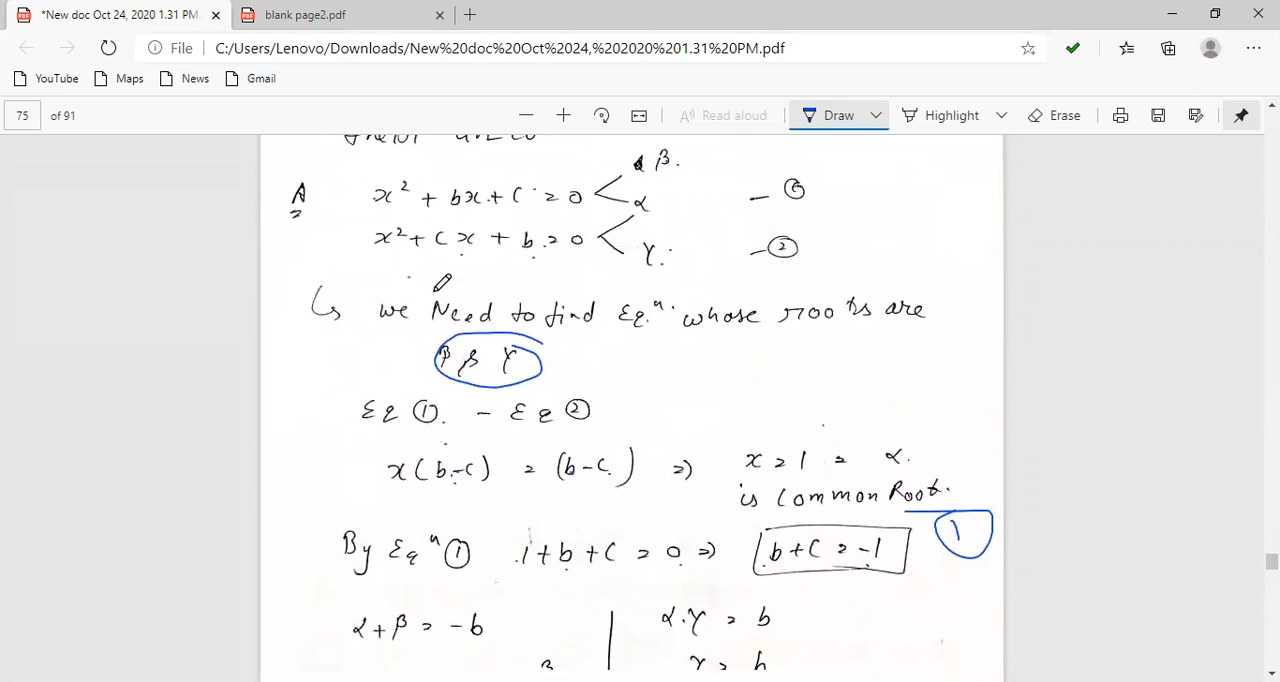 *New doc Oct 24, 2020 1.31 PM.
blank page2.pdf
File C:/Users/Lenovo/Downloads/New%20doc%20Oct%2024,%202020%201.31%20PM.pdf
YouTube Maps News Gmail
75 of 91 Read aloud Draw Highlight Erase
β.
A x² + bx + c = 0 α
x² + cx + b = 0 γ. — ②
↳ we Need to find Eqⁿ. whose roots are
β γ
Eq ①. − Eq ②
x(b−c) = (b−c) ⇒ x = 1 = α.
is Common Root.
1
By Eqⁿ ① 1+b+c = 0 ⇒ b+c = −1
α+β = −b α.γ = b
γ = b